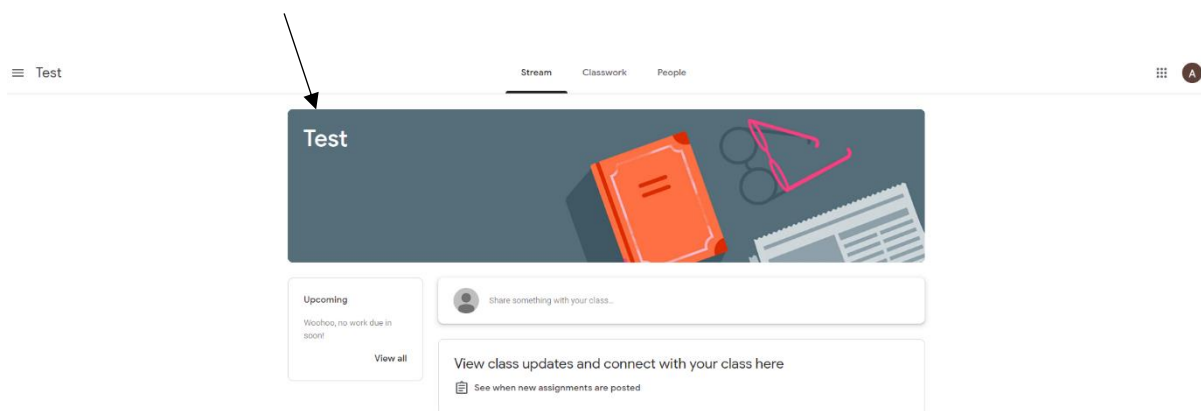 Test
Stream Classwork People
A
Test
Upcoming
Woohoo, no work due in
soon!
View all
Share something with your class...
View class updates and connect with your class here
See when new assignments are posted